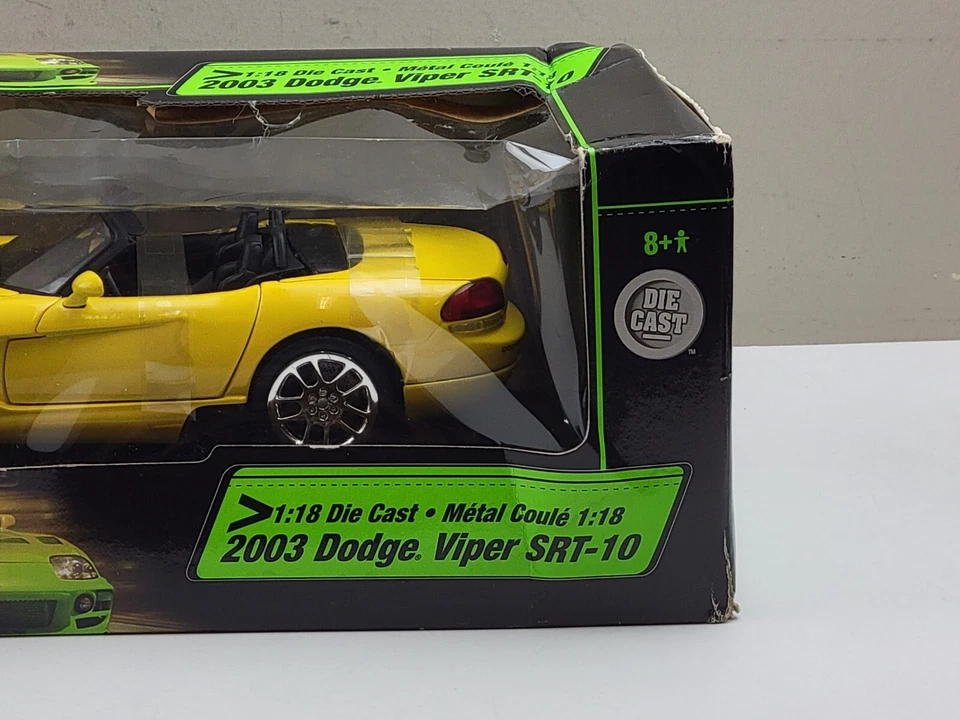 >1:18 Die Cast • Métal Coulé 1:18
2003 Dodge® Viper SRT-10
8+
DIE
CAST
™
>1:18 Die Cast • Métal Coulé 1:18
2003 Dodge® Viper SRT-10